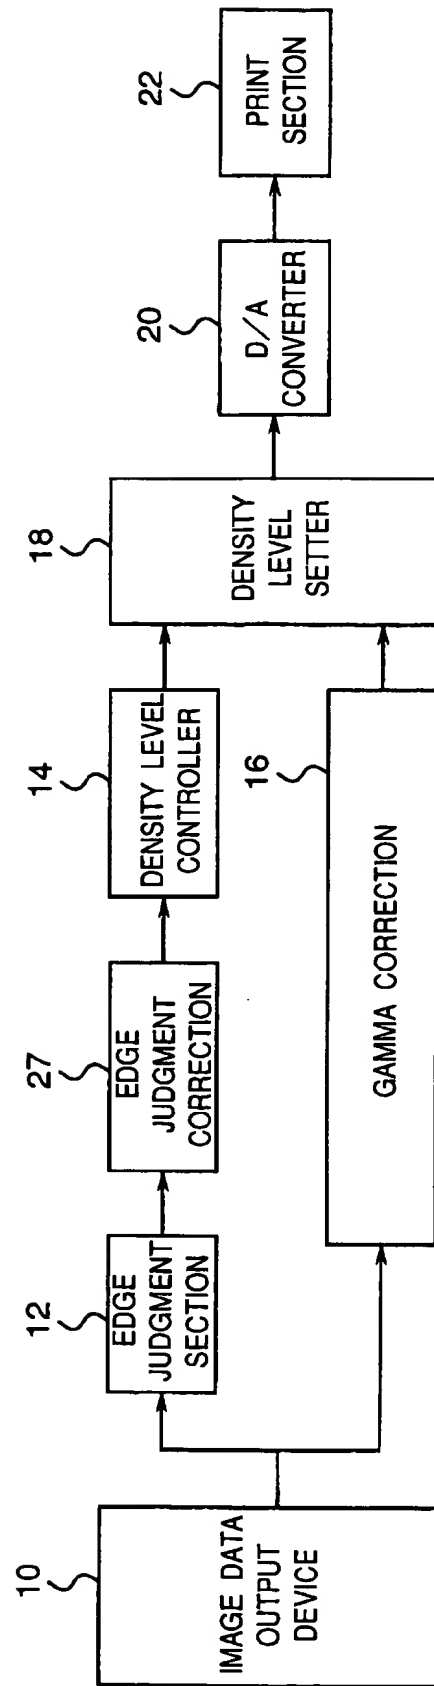 10
IMAGE DATA
OUTPUT
DEVICE
12
EDGE
JUDGMENT
SECTION
27
EDGE
JUDGMENT
CORRECTION
14
DENSITY LEVEL
CONTROLLER
16
GAMMA CORRECTION
18
DENSITY
LEVEL
SETTER
20
D/A
CONVERTER
22
PRINT
SECTION